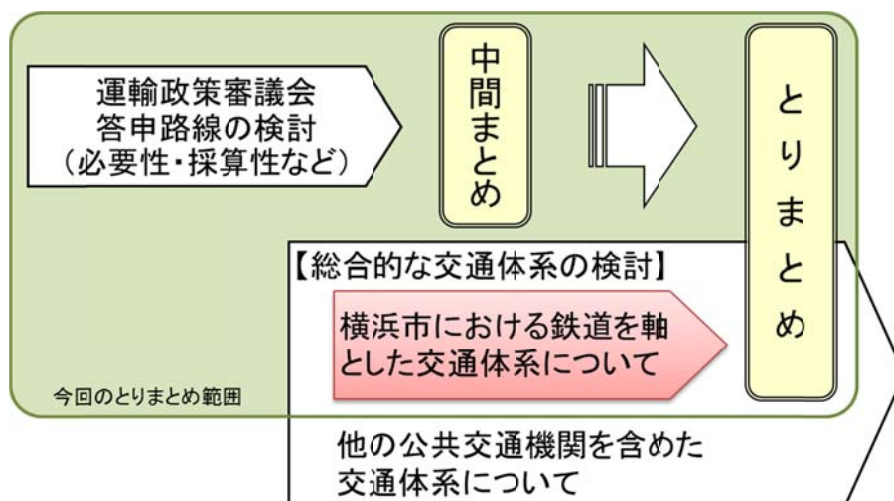 運輸政策審議会
答申路線の検討
（必要性・採算性など）
中間まとめ
とりまとめ
【総合的な交通体系の検討】
横浜市における鉄道を軸
とした交通体系について
今回のとりまとめ範囲
他の公共交通機関を含めた
交通体系について